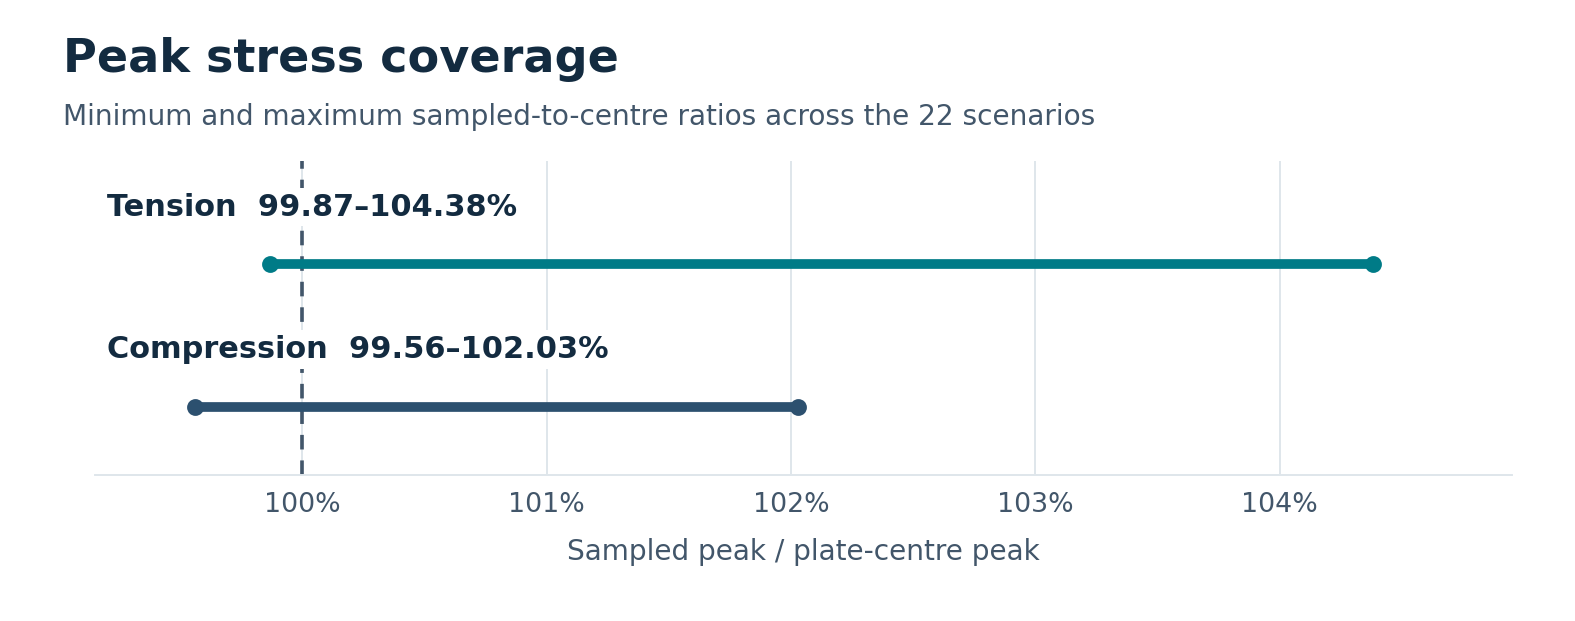 Peak stress coverage
Minimum and maximum sampled-to-centre ratios across the 22 scenarios
Tension 99.87–104.38%
Compression 99.56–102.03%
100% 101% 102% 103% 104%
Sampled peak / plate-centre peak